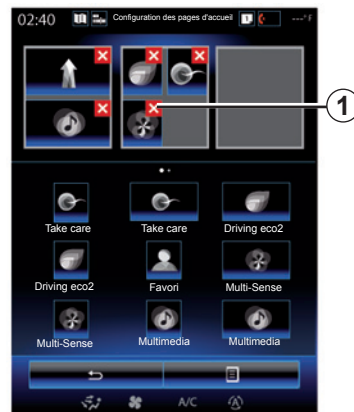 02:40 Configuration des pages d'accueil 1 ---°F
1
Take care Take care Driving eco2
Driving eco2 Favori Multi-Sense
Multi-Sense Multimedia Multimedia
A/C A